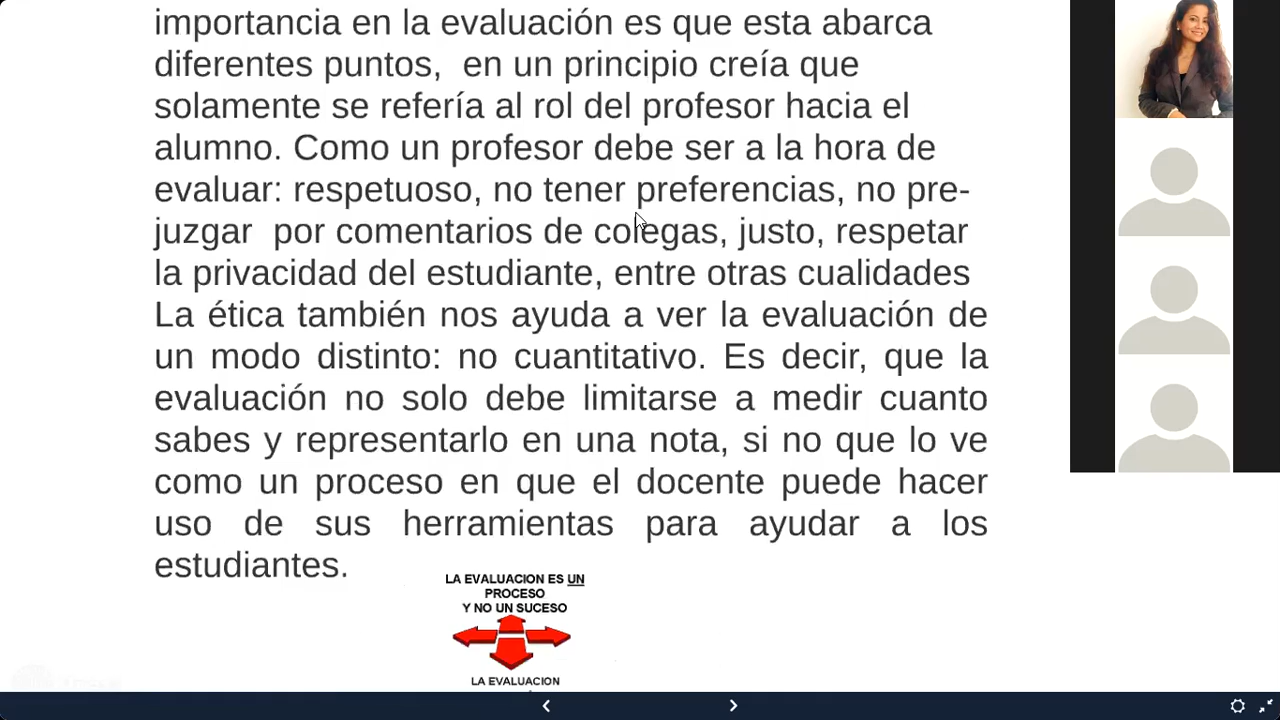 importancia en la evaluación es que esta abarca
diferentes puntos,  en un principio creía que
solamente se refería al rol del profesor hacia el
alumno. Como un profesor debe ser a la hora de
evaluar: respetuoso, no tener preferencias, no pre-
juzgar  por comentarios de colegas, justo, respetar
la privacidad del estudiante, entre otras cualidades
La ética también nos ayuda a ver la evaluación de
un modo distinto: no cuantitativo. Es decir, que la
evaluación no solo debe limitarse a medir cuanto
sabes y representarlo en una nota, si no que lo ve
como un proceso en que el docente puede hacer
uso de sus herramientas para ayudar a los
estudiantes.
LA EVALUACION ES UN
PROCESO
Y NO UN SUCESO
LA EVALUACION